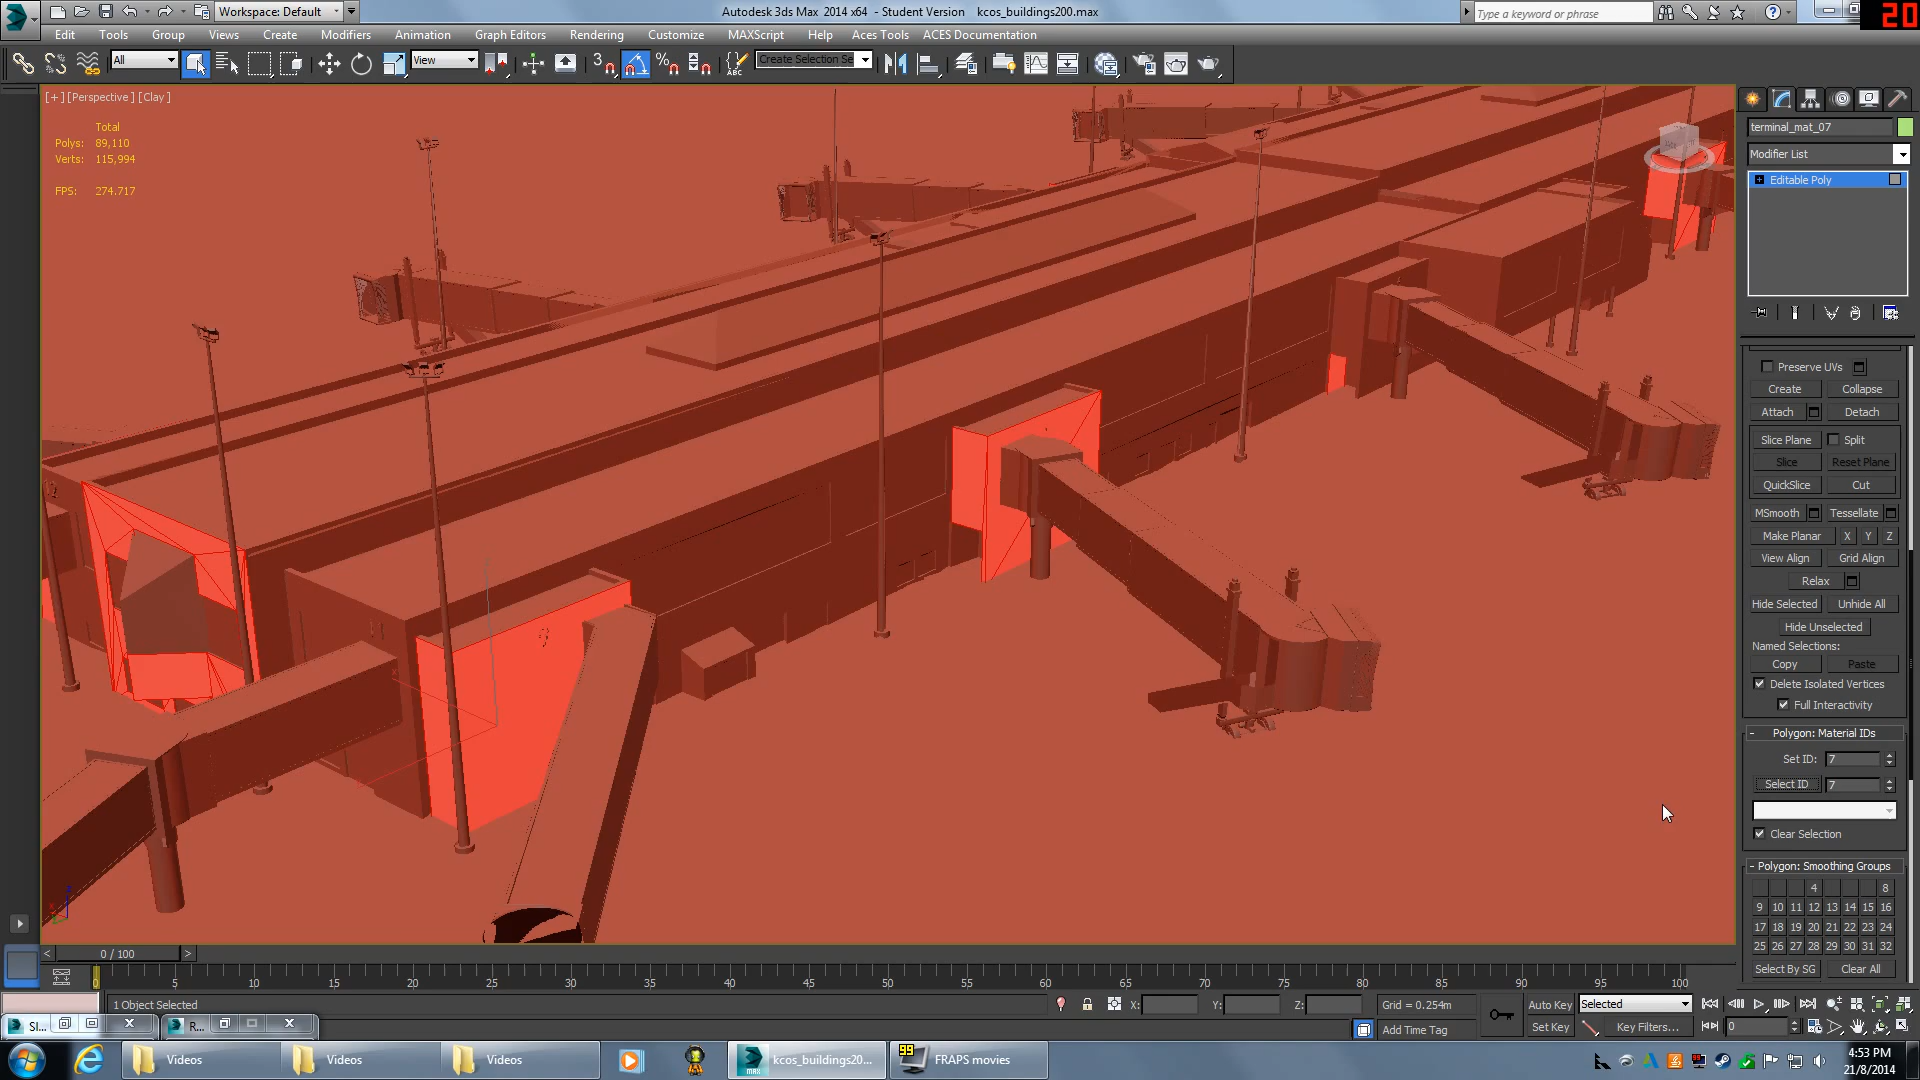 Workspace: Default
Autodesk 3ds Max 2014 x64 - Student Version kcos_buildings200.max
Type a keyword or phrase
20
Edit Tools Group Views Create Modifiers Animation Graph Editors Rendering Customize MAXScript Help Aces Tools ACES Documentation
All
View
Create Selection Se
[+] [Perspective] [Clay]
Total
Polys: 89,110
Verts: 115,994
FPS: 274.717
terminal_mat_07
Modifier List
Editable Poly
Preserve UVs
Create Collapse
Attach Detach
Slice Plane Split
Slice Reset Plane
QuickSlice Cut
MSmooth Tessellate
Make Planar X Y Z
View Align Grid Align
Relax
Hide Selected Unhide All
Hide Unselected
Named Selections:
Copy Paste
Delete Isolated Vertices
Full Interactivity
- Polygon: Material IDs
Set ID: 7
Select ID 7
Clear Selection
- Polygon: Smoothing Groups
4 8
9 10 11 12 13 14 15 16
17 18 19 20 21 22 23 24
25 26 27 28 29 30 31 32
Select By SG Clear All
< 0 / 100 >
0 5 10 15 20 25 30 35 40 45 50 55 60 65 70 75 80 85 90 95 100
1 Object Selected
X: Y: Z: Grid = 0.254m
Auto Key Selected
Add Time Tag
Set Key Key Filters... 0
Sl...
R...
Videos
Videos
Videos
kcos_buildings20...
99
FRAPS movies
4:53 PM
21/8/2014